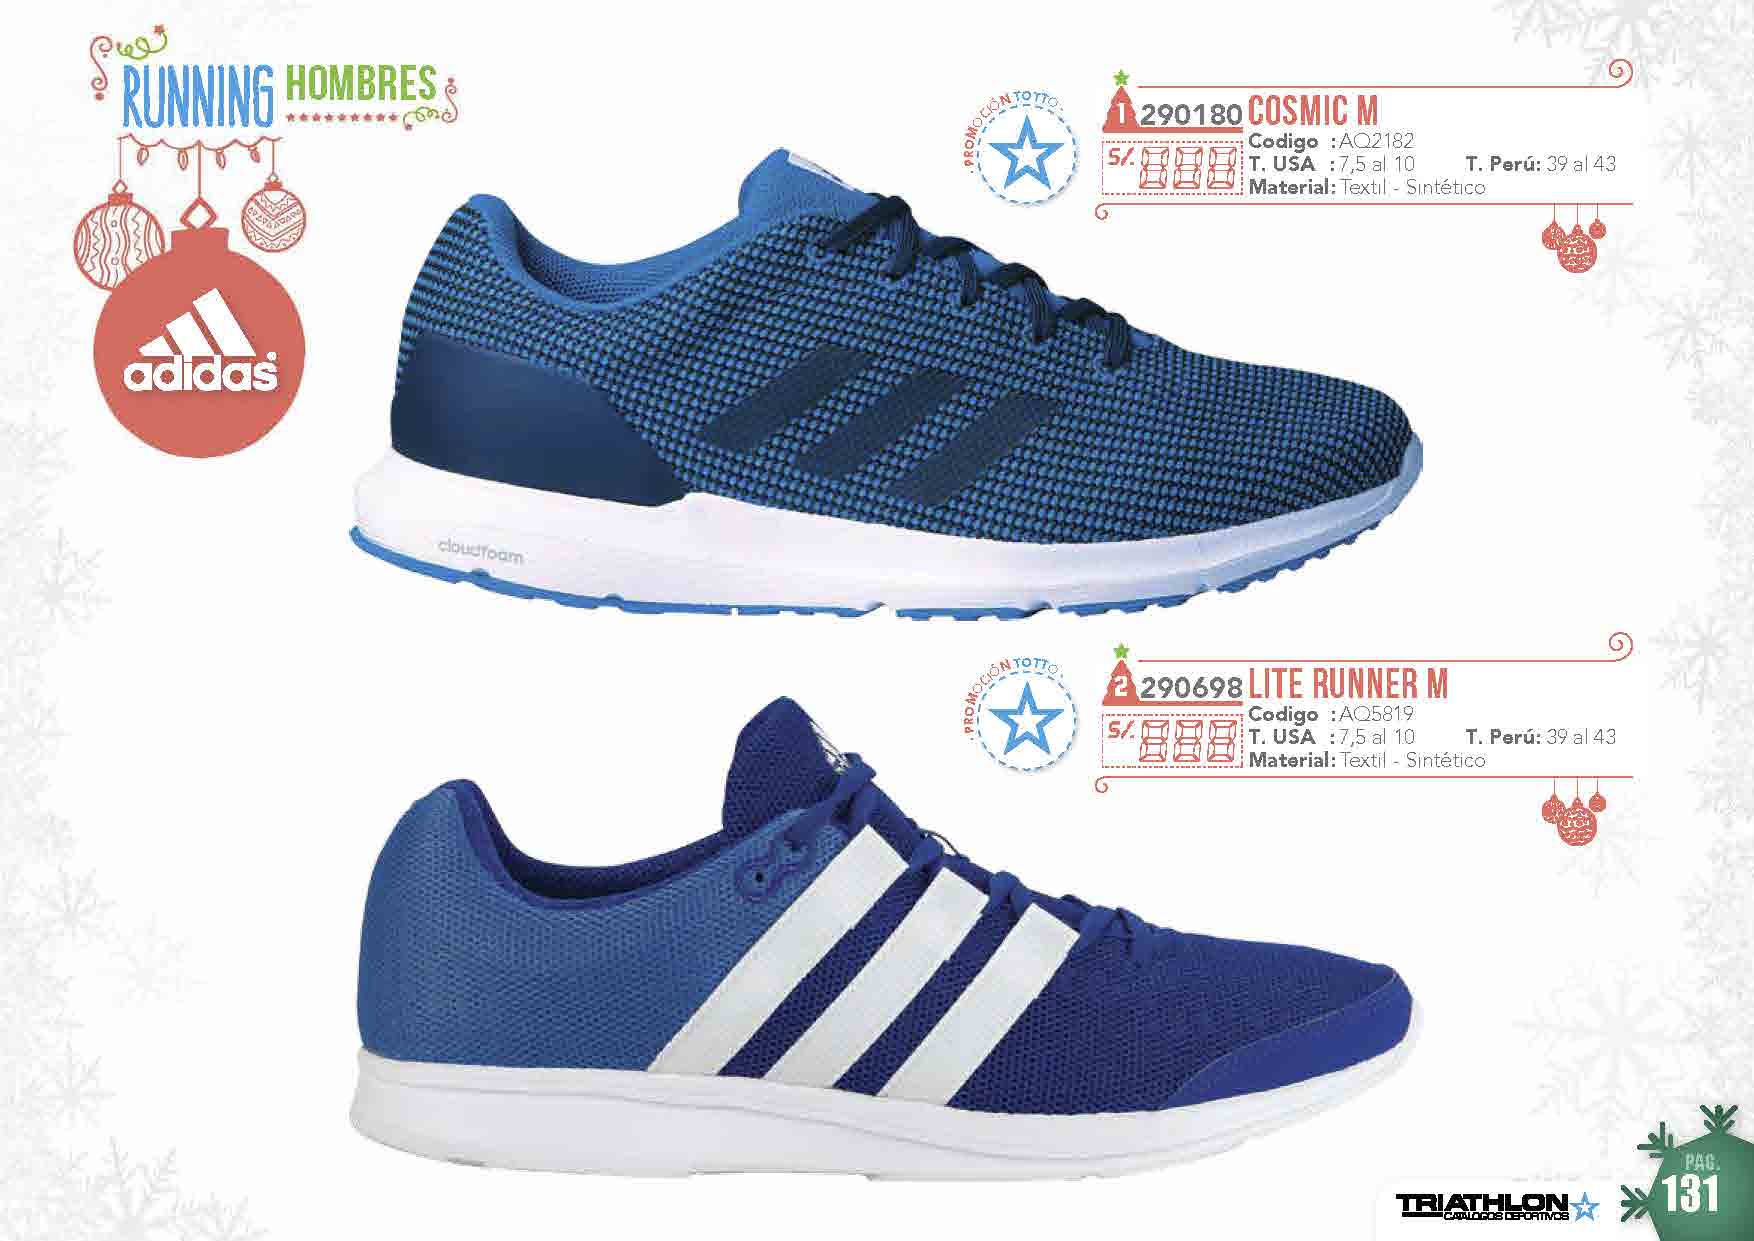 RUNNING HOMBRES
adidas
PROMOCIÓN TOTTO
1 290180 COSMIC M
Codigo : AQ2182
S/.
T. USA : 7,5 al 10 T. Perú: 39 al 43
Material: Textil - Sintético
cloudfoam
PROMOCIÓN TOTTO
2 290698 LITE RUNNER M
Codigo : AQ5819
S/.
T. USA : 7,5 al 10 T. Perú: 39 al 43
Material: Textil - Sintético
PAG.
131
TRIATHLON
CATALOGOS DEPORTIVOS